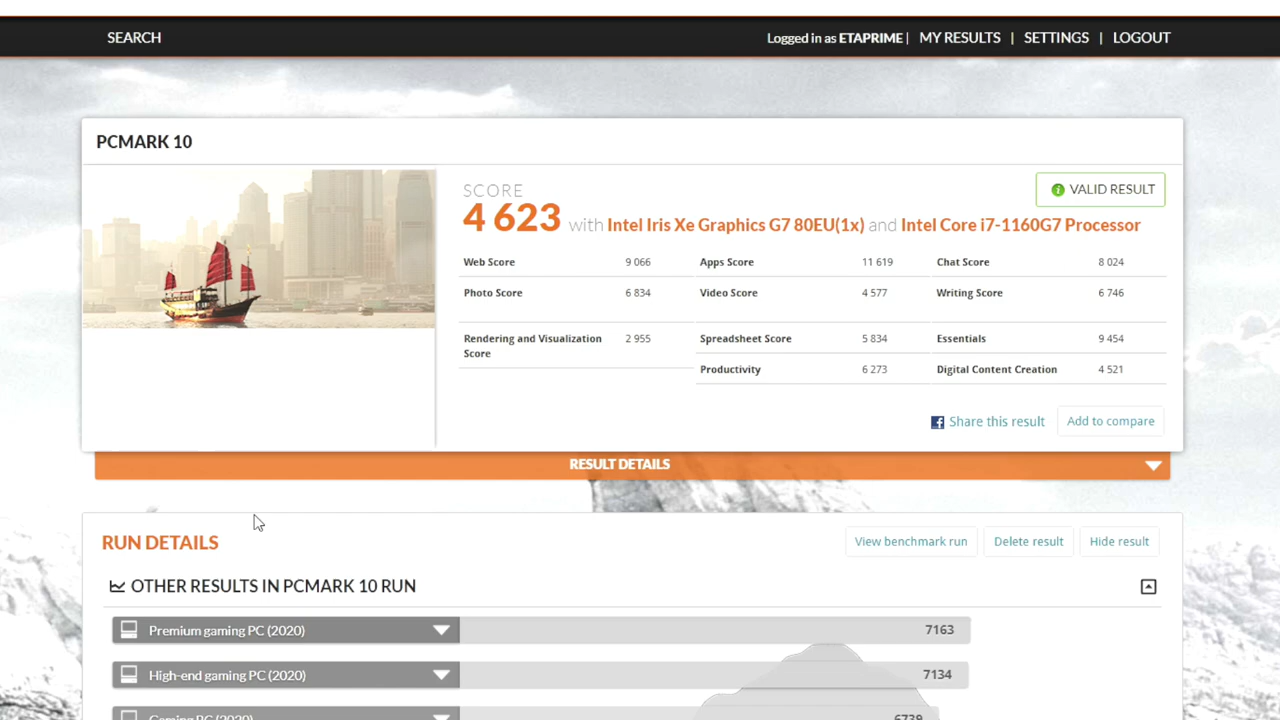 SEARCH
Logged in as ETAPRIME | MY RESULTS | SETTINGS | LOGOUT
PCMARK 10
SCORE
VALID RESULT
4 623 with Intel Iris Xe Graphics G7 80EU(1x) and Intel Core i7-1160G7 Processor
Web Score 9 066 Apps Score 11 619 Chat Score 8 024
Photo Score 6 834 Video Score 4 577 Writing Score 6 746
Rendering and Visualization 2 955 Spreadsheet Score 5 834 Essentials 9 454
Score
Productivity 6 273 Digital Content Creation 4 521
Share this result Add to compare
RESULT DETAILS
RUN DETAILS View benchmark run Delete result Hide result
OTHER RESULTS IN PCMARK 10 RUN
Premium gaming PC (2020) 7163
High-end gaming PC (2020) 7134
Gaming PC (2020) 6739